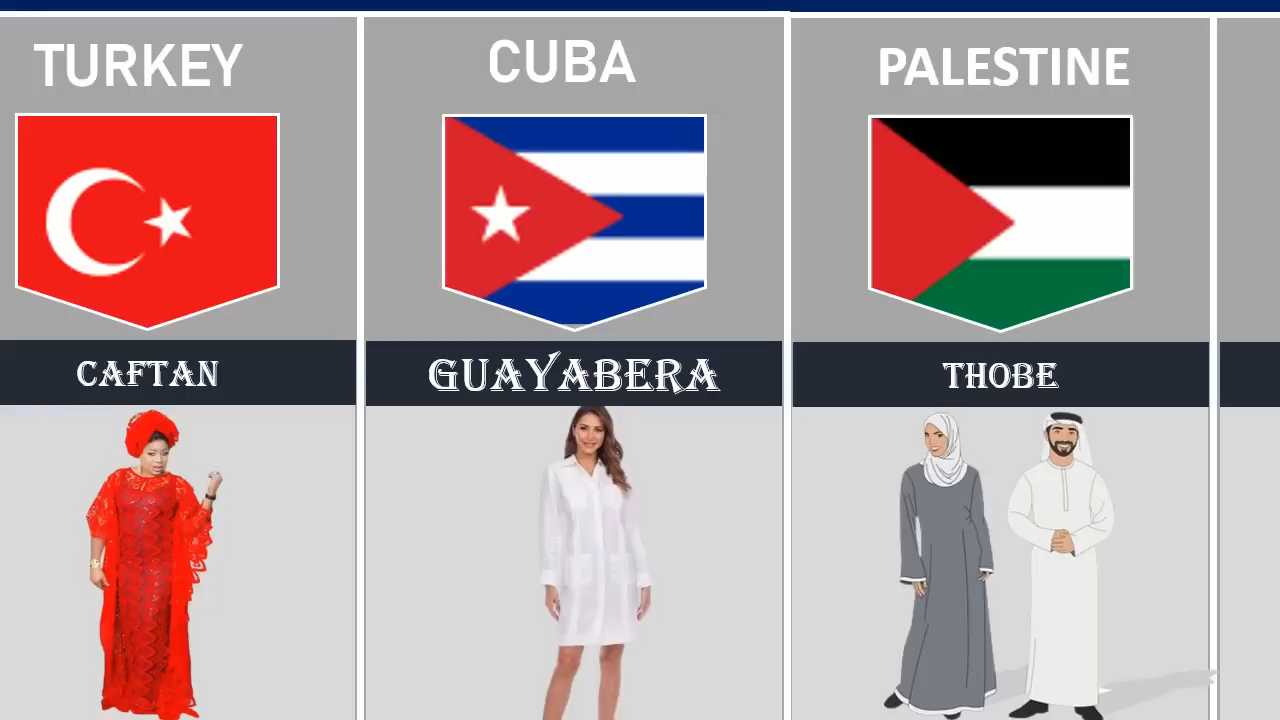 TURKEY
CUBA
PALESTINE
CAFTAN
GUAYABERA
THOBE